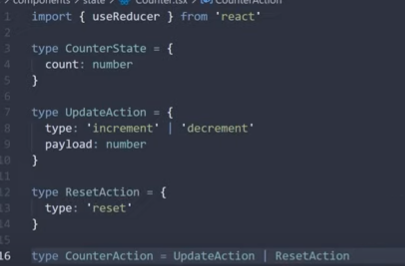 components > state > Counter.tsx > CounterAction
1 import { useReducer } from 'react'
2
3 type CounterState = {
4 count: number
5 }
6
7 type UpdateAction = {
8 type: 'increment' | 'decrement'
9 payload: number
10 }
11
12 type ResetAction = {
13 type: 'reset'
14 }
15
16 type CounterAction = UpdateAction | ResetAction